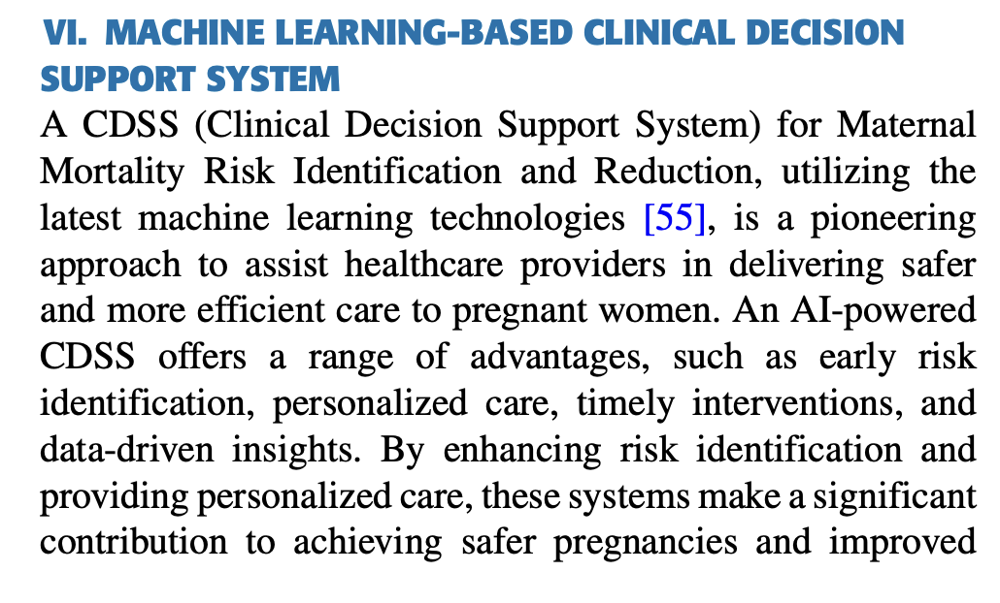 VI. MACHINE LEARNING-BASED CLINICAL DECISION
SUPPORT SYSTEM
A CDSS (Clinical Decision Support System) for Maternal
Mortality Risk Identification and Reduction, utilizing the
latest machine learning technologies [55], is a pioneering
approach to assist healthcare providers in delivering safer
and more efficient care to pregnant women. An AI-powered
CDSS offers a range of advantages, such as early risk
identification, personalized care, timely interventions, and
data-driven insights. By enhancing risk identification and
providing personalized care, these systems make a significant
contribution to achieving safer pregnancies and improved